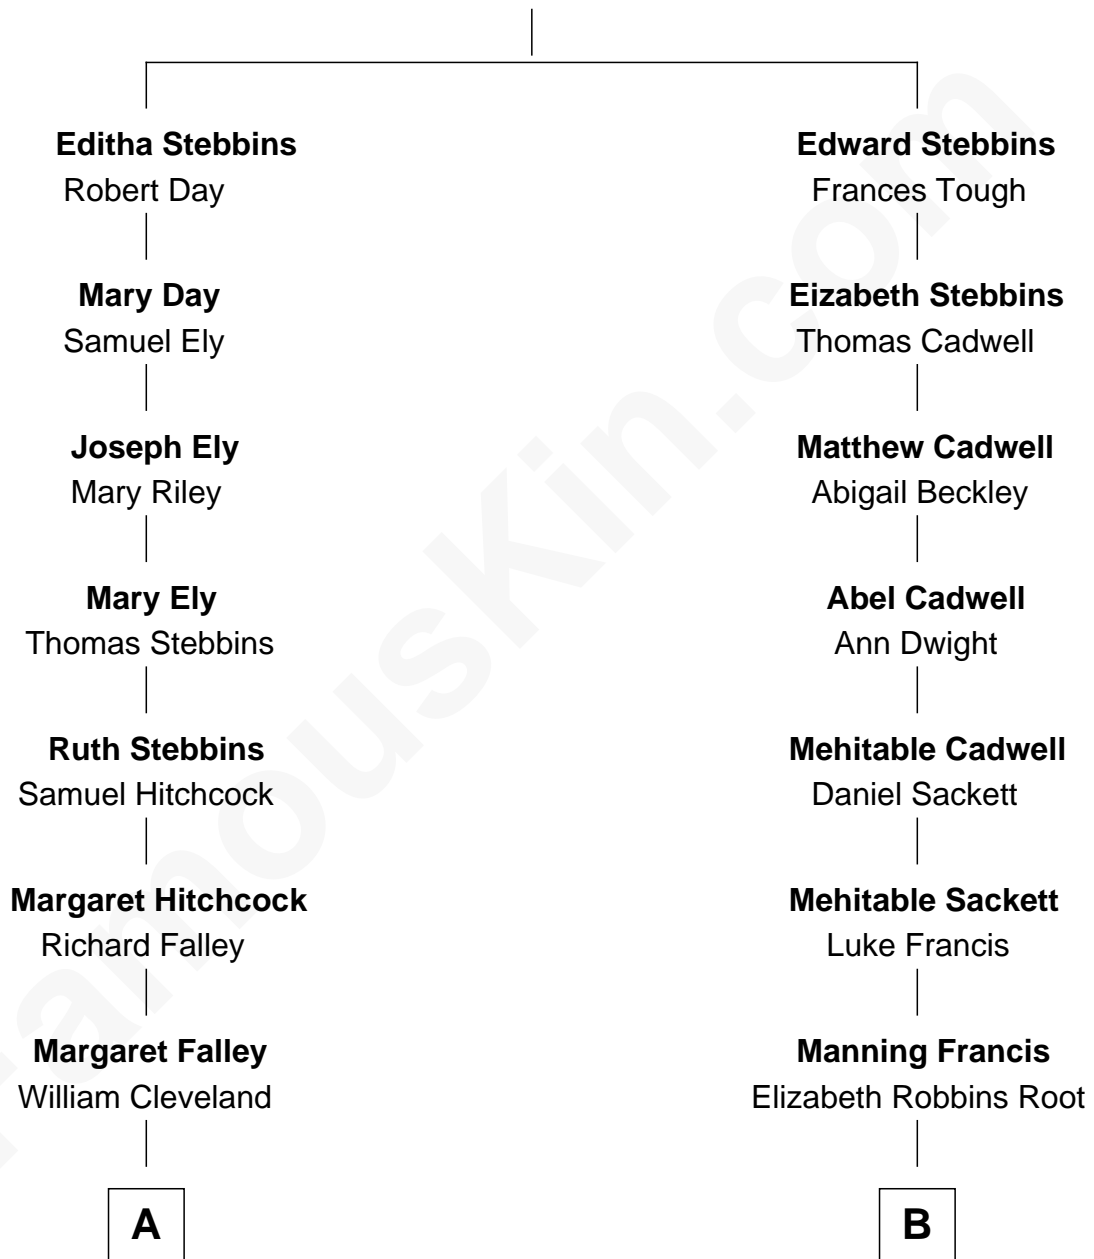 Editha Stebbins
Robert Day
Mary Day
Samuel Ely
Joseph Ely
Mary Riley
Mary Ely
Thomas Stebbins
Ruth Stebbins
Samuel Hitchcock
Margaret Hitchcock
Richard Falley
Margaret Falley
William Cleveland
A
Edward Stebbins
Frances Tough
Eizabeth Stebbins
Thomas Cadwell
Matthew Cadwell
Abigail Beckley
Abel Cadwell
Ann Dwight
Mehitable Cadwell
Daniel Sackett
Mehitable Sackett
Luke Francis
Manning Francis
Elizabeth Robbins Root
B
FamousKin.com